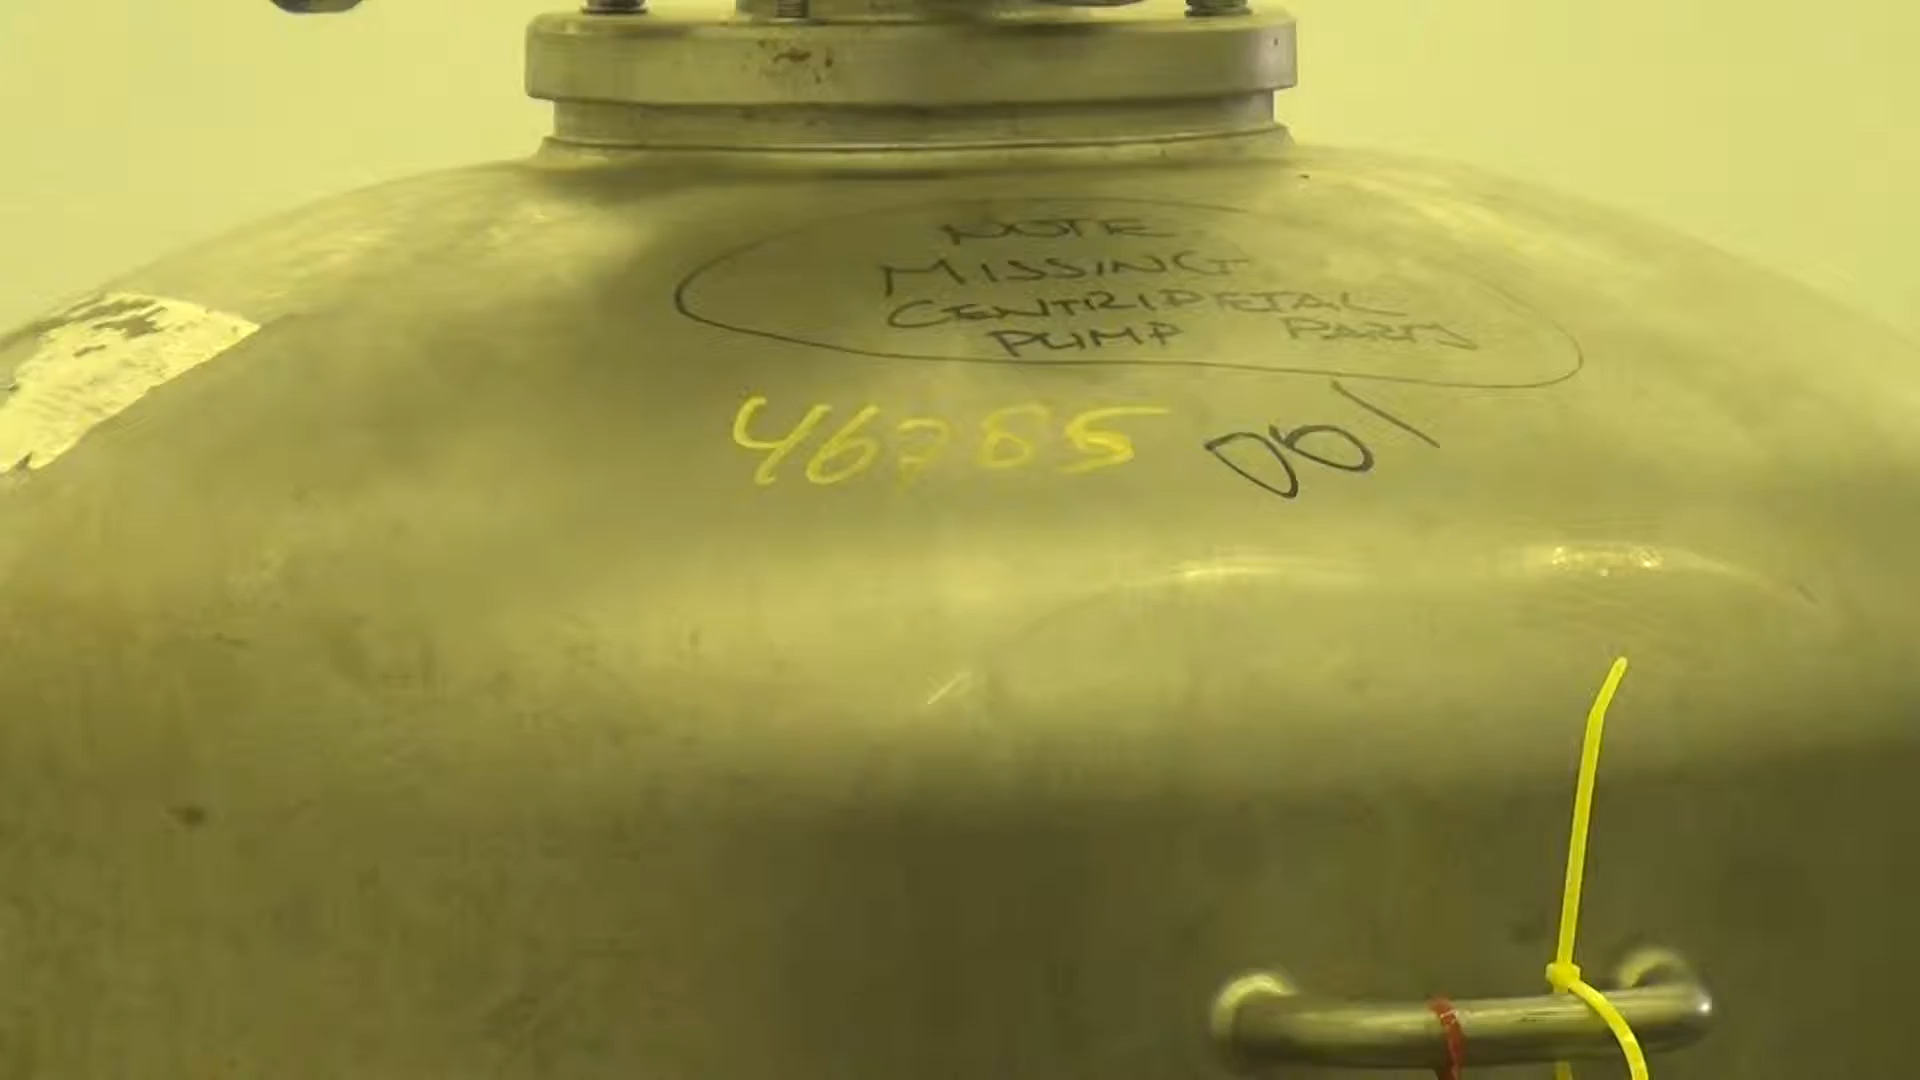 NOTE
MISSING
CENTRIPETAL
PUMP PARTS
46785 001